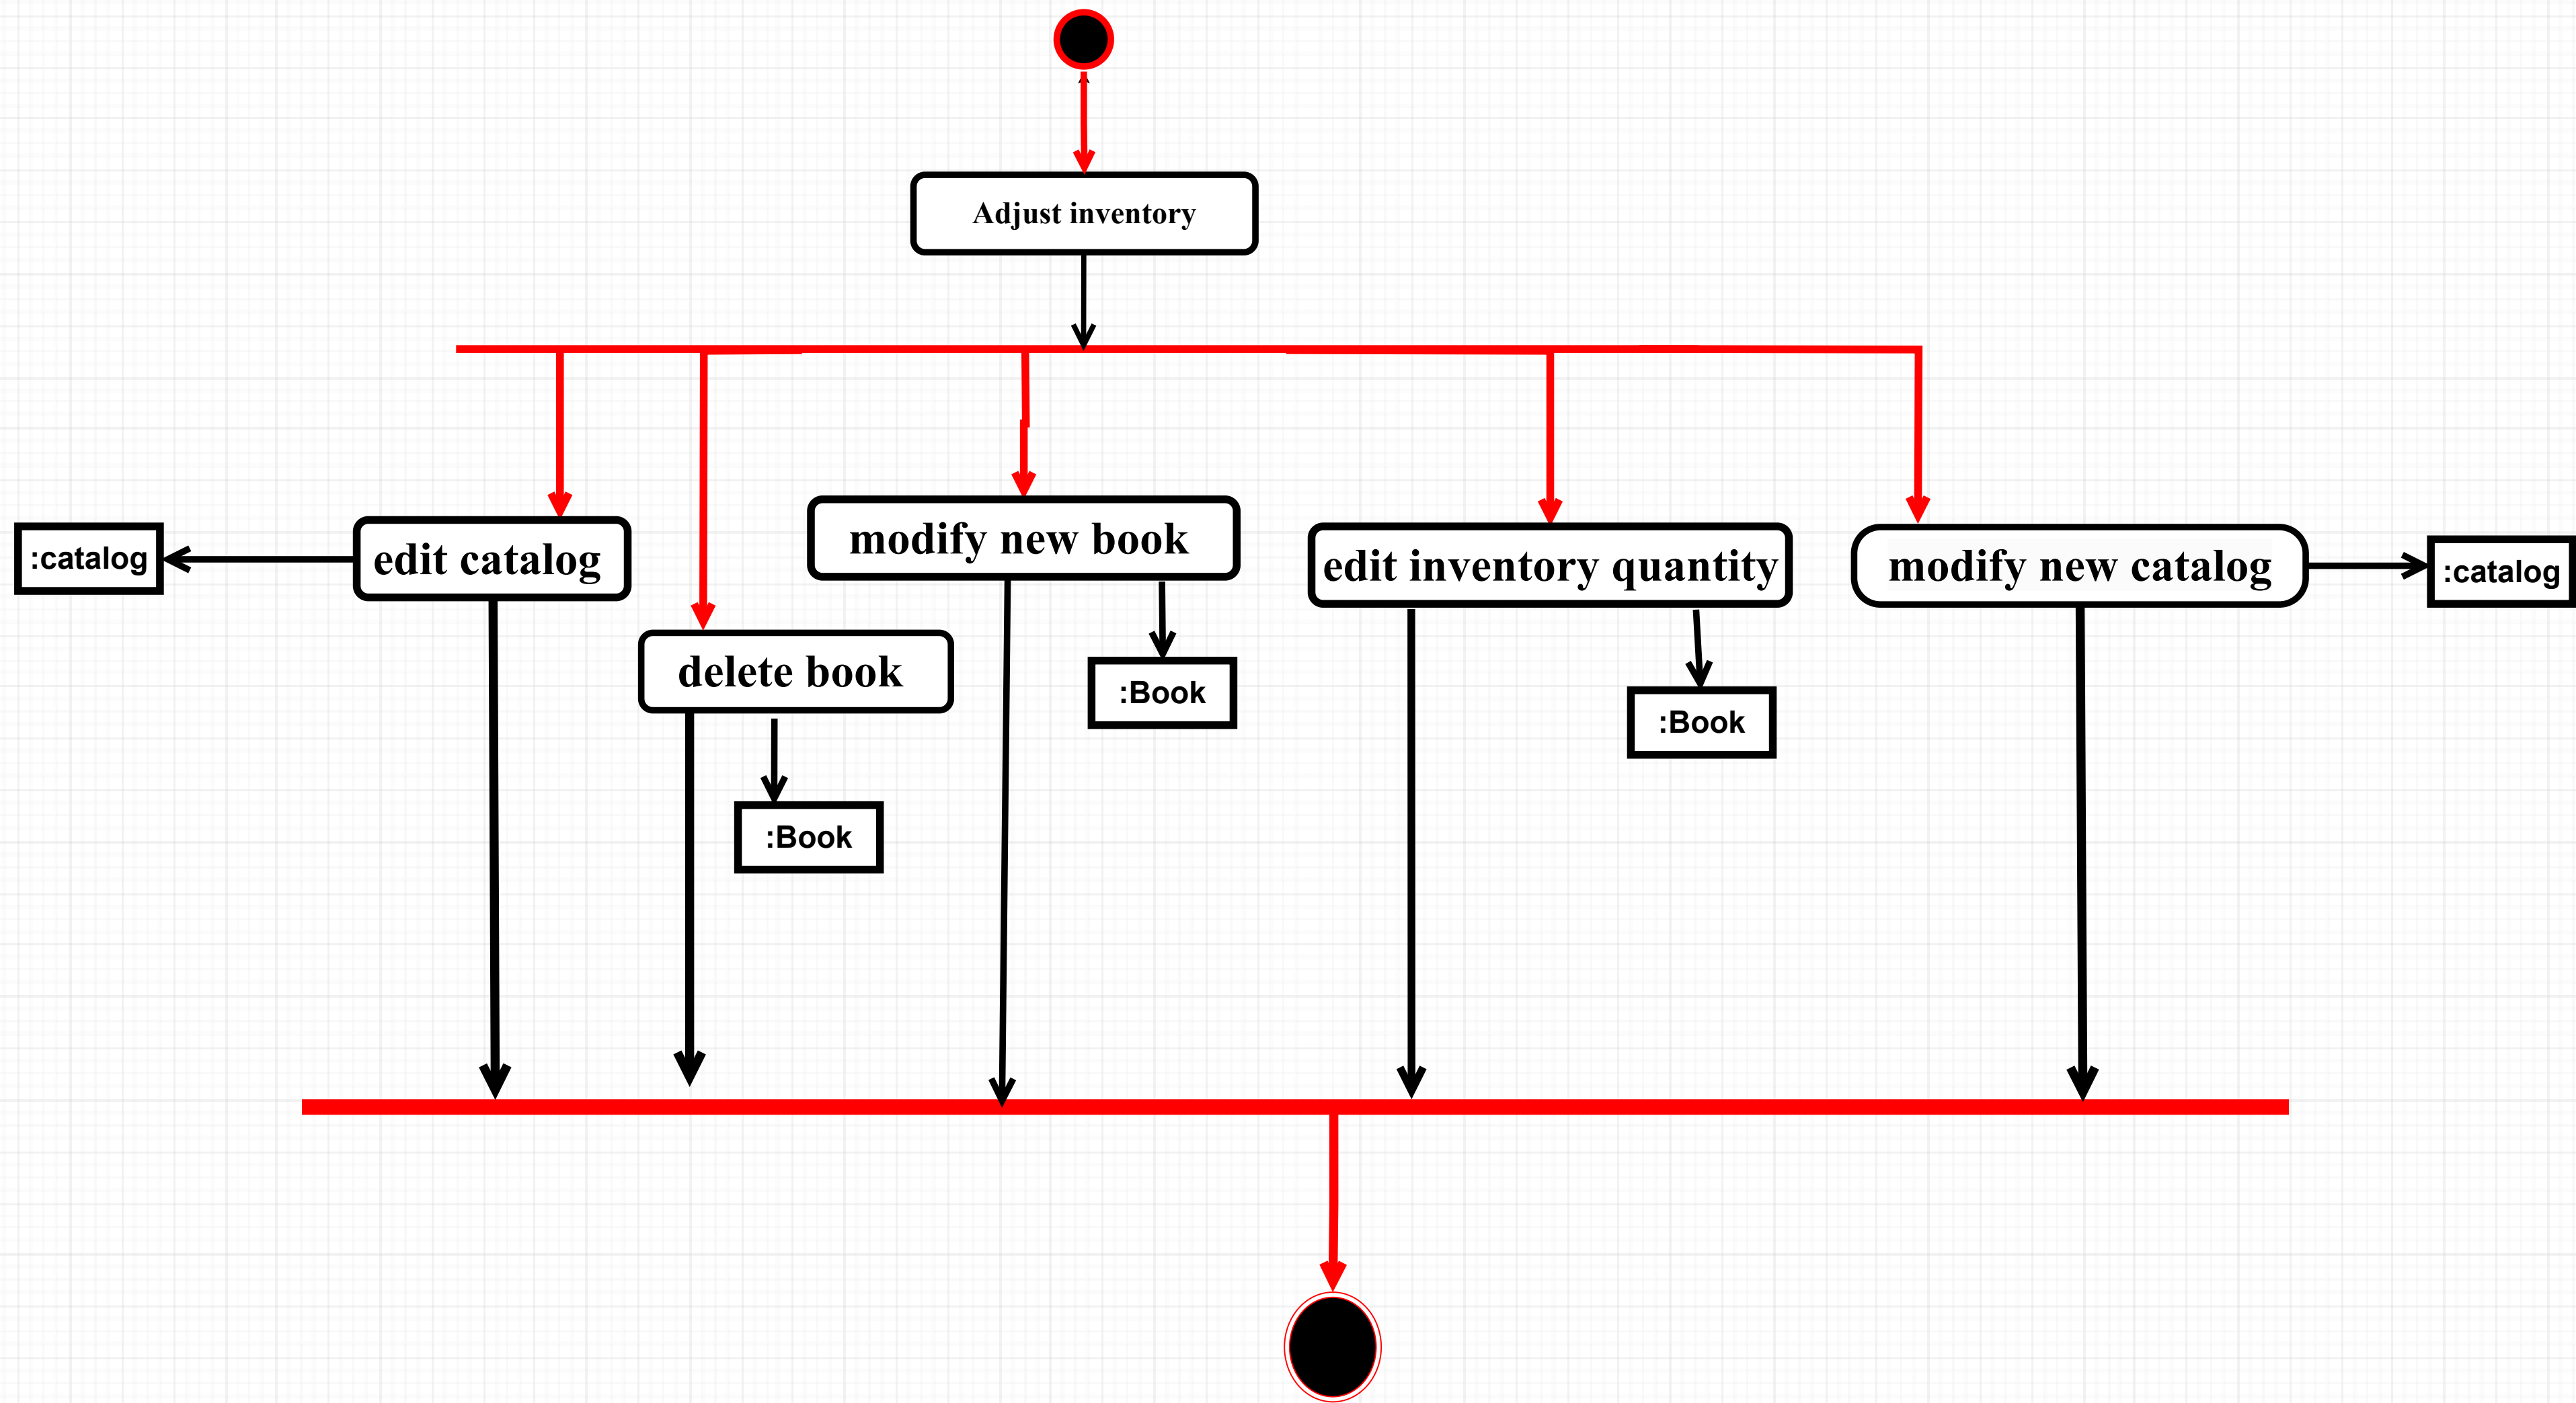 Adjust inventory
:catalog
edit catalog
modify new book
edit inventory quantity
modify new catalog
:catalog
delete book
:Book
:Book
:Book